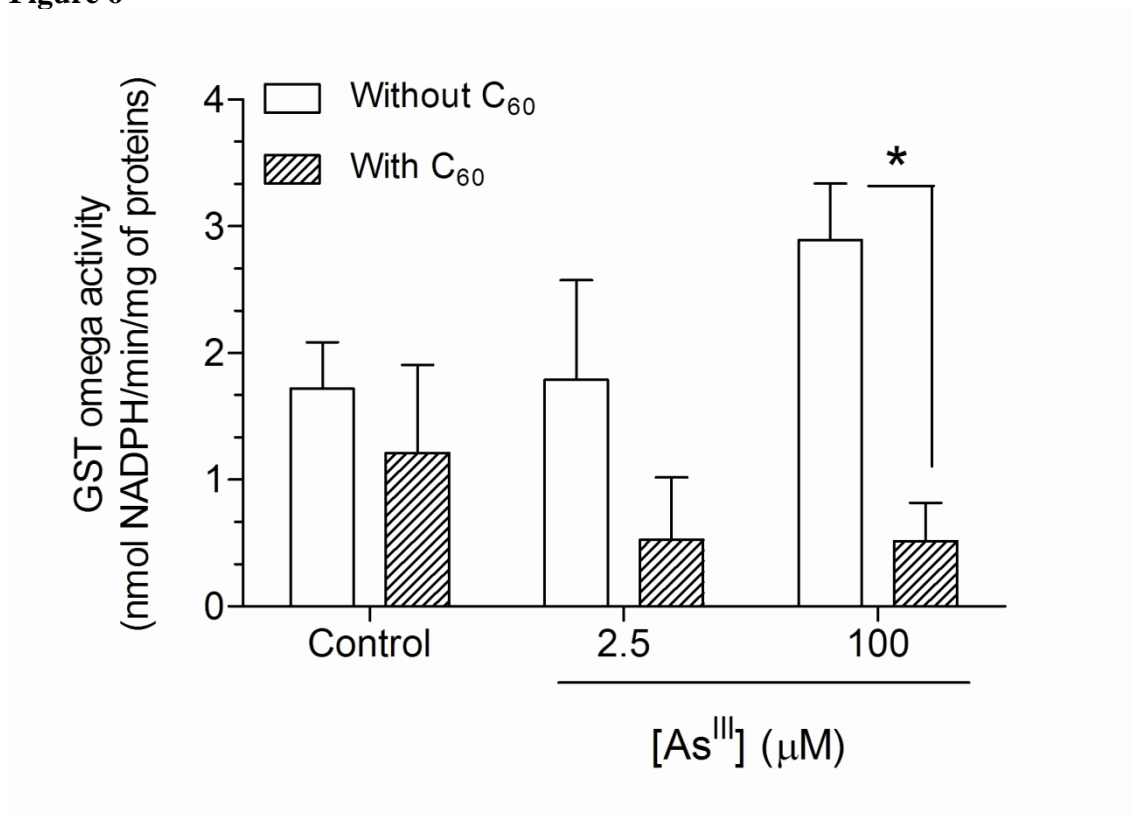 4
Without C₆₀
With C₆₀
*
3
2
1
0
GST omega activity
(nmol NADPH/min/mg of proteins)
Control 2.5 100
[Asᴵᴵᴵ] (μM)